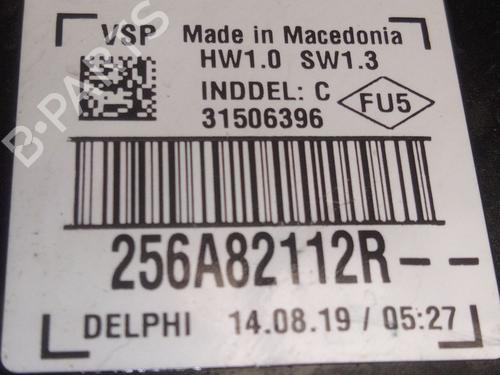 VSP Made in Macedonia
HW1.0 SW1.3
INDDEL: C
FU5
31506396
256A82112R--
DELPHI 14.08.19 / 05:27
B-PARTS